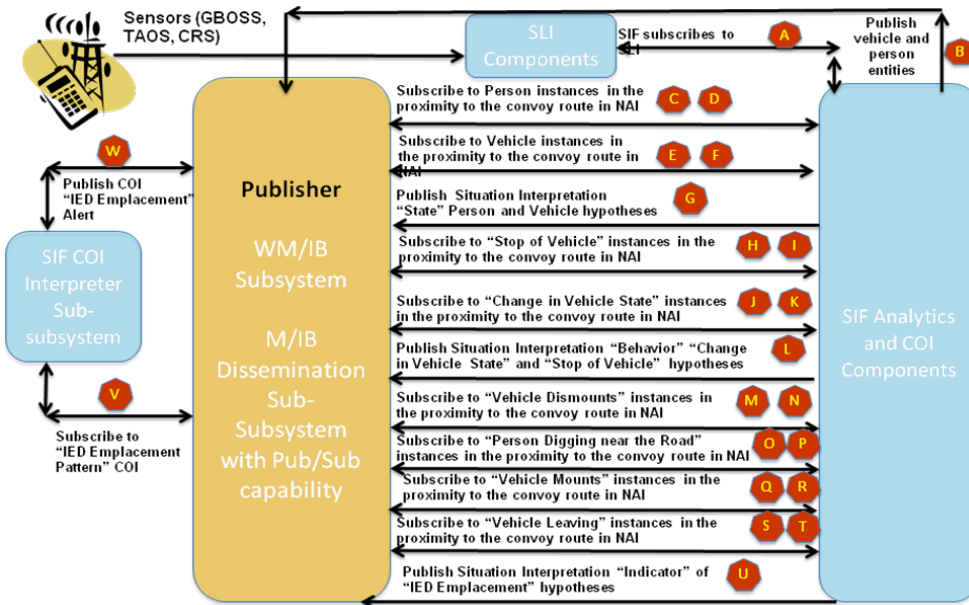 Sensors (GBOSS,
TAOS, CRS)
SLI
Components
SIF subscribes to
SLI
A
Publish
vehicle and
person
entities
B
Subscribe to Person instances in the
proximity to the convoy route in NAI
C
D
Subscribe to Vehicle instances in
the proximity to the convoy route in
NAI
E
F
Publish Situation Interpretation
“State” Person and Vehicle hypotheses
G
Subscribe to “Stop of Vehicle” instances in the
proximity to the convoy route in NAI
H
I
Subscribe to “Change in Vehicle State” instances
in the proximity to the convoy route in NAI
J
K
Publish Situation Interpretation “Behavior” “Change
in Vehicle State” and “Stop of Vehicle” hypotheses
L
Subscribe to “Vehicle Dismounts” instances in
the proximity to the convoy route in NAI
M
N
Subscribe to “Person Digging near the Road”
instances in the proximity to the convoy route in NAI
O
P
Subscribe to “Vehicle Mounts” instances in the
proximity to the convoy route in NAI
Q
R
Subscribe to “Vehicle Leaving” instances in the
proximity to the convoy route in NAI
S
T
Publish Situation Interpretation “Indicator” of
“IED Emplacement” hypotheses
U
W
Publish COI
“IED Emplacement”
Alert
SIF COI
Interpreter
Sub-
subsystem
V
Subscribe to
“IED Emplacement
Pattern” COI
Publisher
WM/IB
Subsystem
M/IB
Dissemination
Sub-
Subsystem
with Pub/Sub
capability
SIF Analytics
and COI
Components